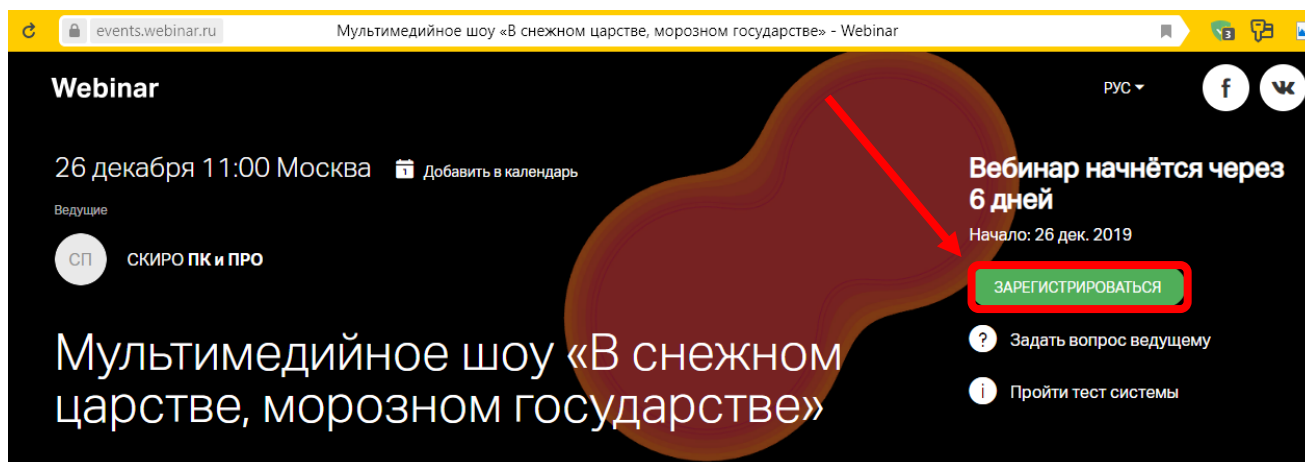 events.webinar.ru
Мультимедийное шоу «В снежном царстве, морозном государстве» - Webinar
3
Webinar
РУС
f
26 декабря 11:00 Москва
1
Добавить в календарь
Ведущие
СП
СКИРО ПК и ПРО
Мультимедийное шоу «В снежном
царстве, морозном государстве»
Вебинар начнётся через
6 дней
Начало: 26 дек. 2019
ЗАРЕГИСТРИРОВАТЬСЯ
? Задать вопрос ведущему
i Пройти тест системы